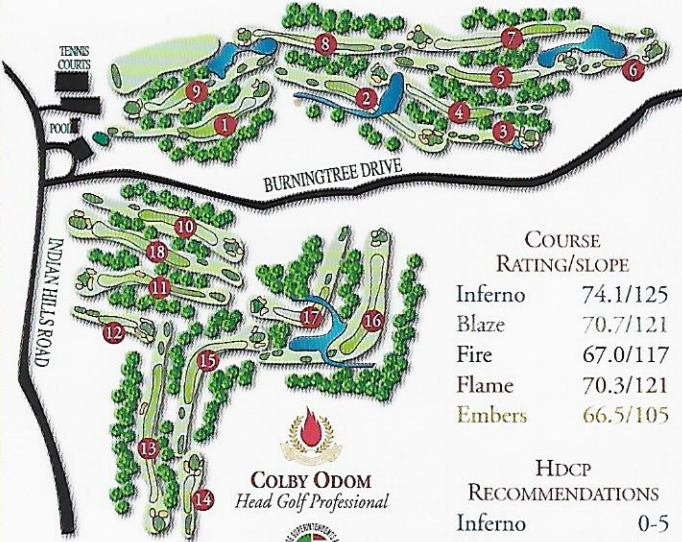 TENNIS
COURTS
POOL
8
7
9
5
6
2
1
4
3
BURNINGTREE DRIVE
INDIAN HILLS ROAD
10
18
11
17
16
12
15
13
14
COURSE
RATING/SLOPE
Inferno 74.1/125
Blaze 70.7/121
Fire 67.0/117
Flame 70.3/121
Embers 66.5/105
COLBY ODOM
Head Golf Professional
HDCP
RECOMMENDATIONS
Inferno 0-5